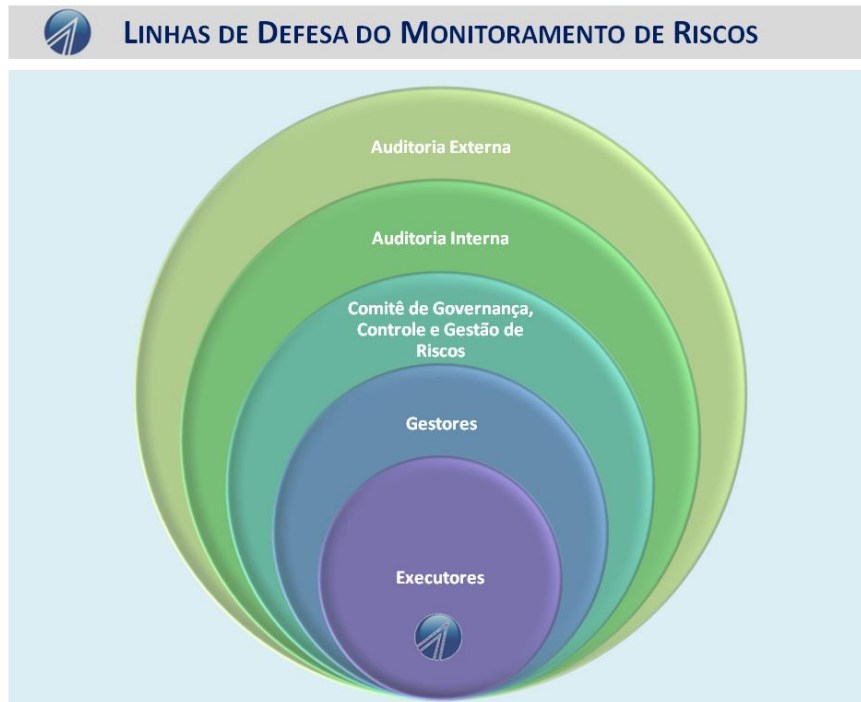 LINHAS DE DEFESA DO MONITORAMENTO DE RISCOS
Auditoria Externa
Auditoria Interna
Comitê de Governança,
Controle e Gestão de
Riscos
Gestores
Executores